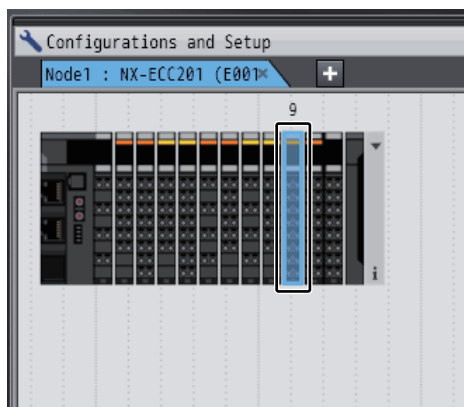 Configurations and Setup
Node1 : NX-ECC201 (E001
9
i